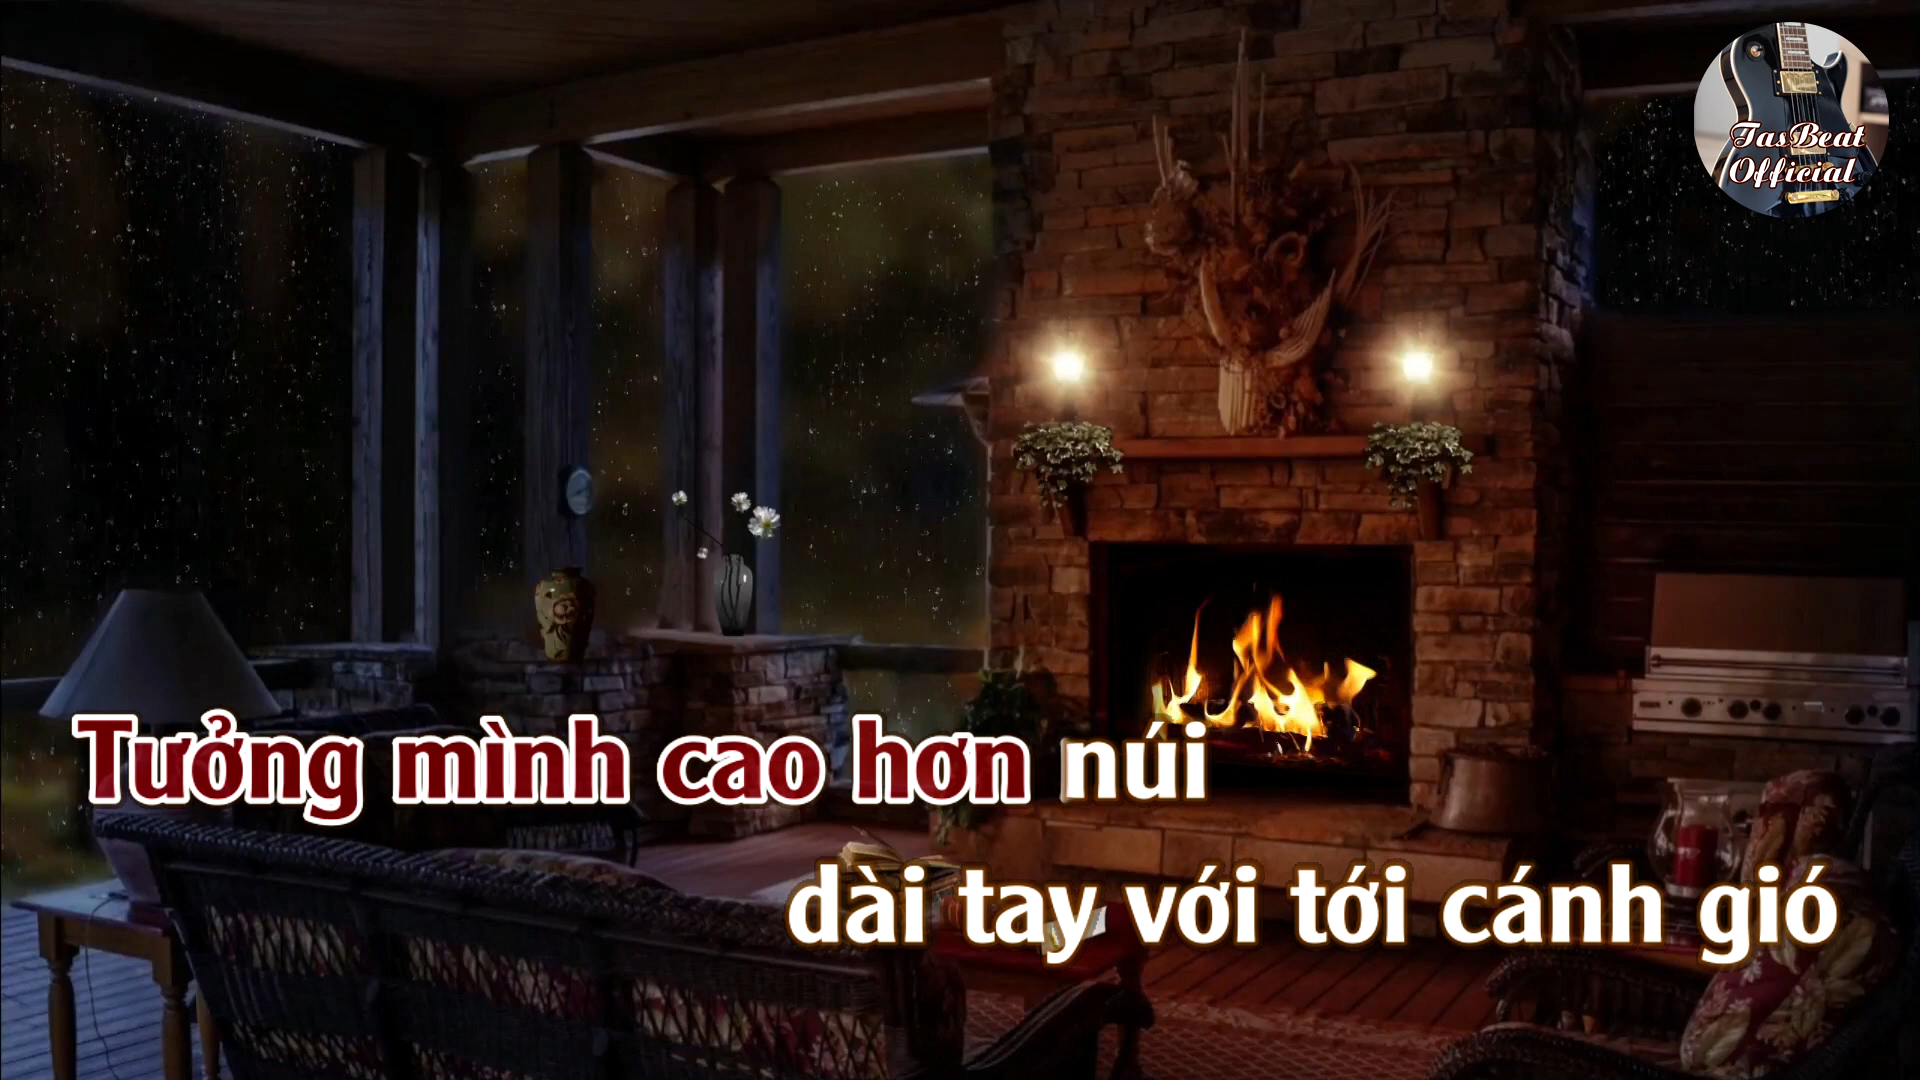 TasBeat
Official
Tưởng mình cao hơn núi
dài tay với tới cánh gió